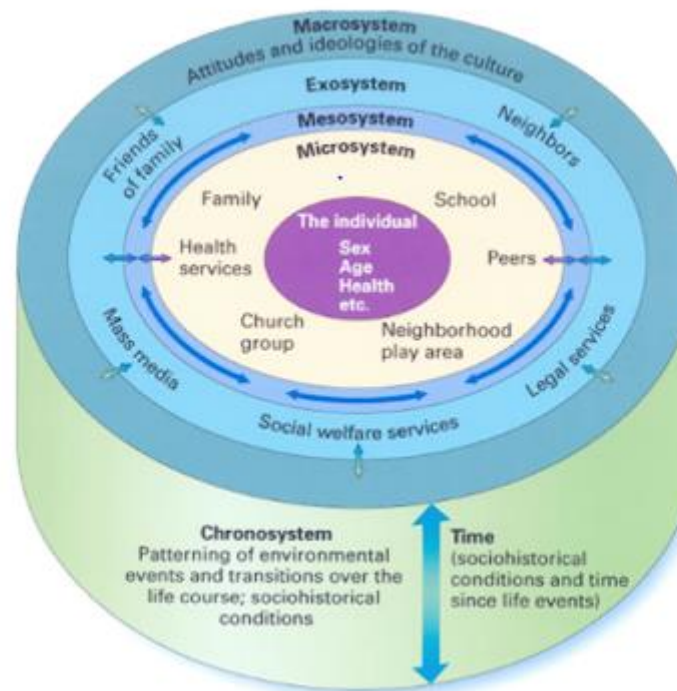 Macrosystem
Attitudes and ideologies of the culture
Exosystem
Mesosystem
Microsystem
Friends
of family
Neighbors
Family
School
The individual
Sex
Age
Health
etc.
Health
services
Peers
Church
group
Neighborhood
play area
Mass media
Legal services
Social welfare services
Chronosystem
Patterning of environmental
events and transitions over the
life course; sociohistorical
conditions
Time
(sociohistorical
conditions and time
since life events)